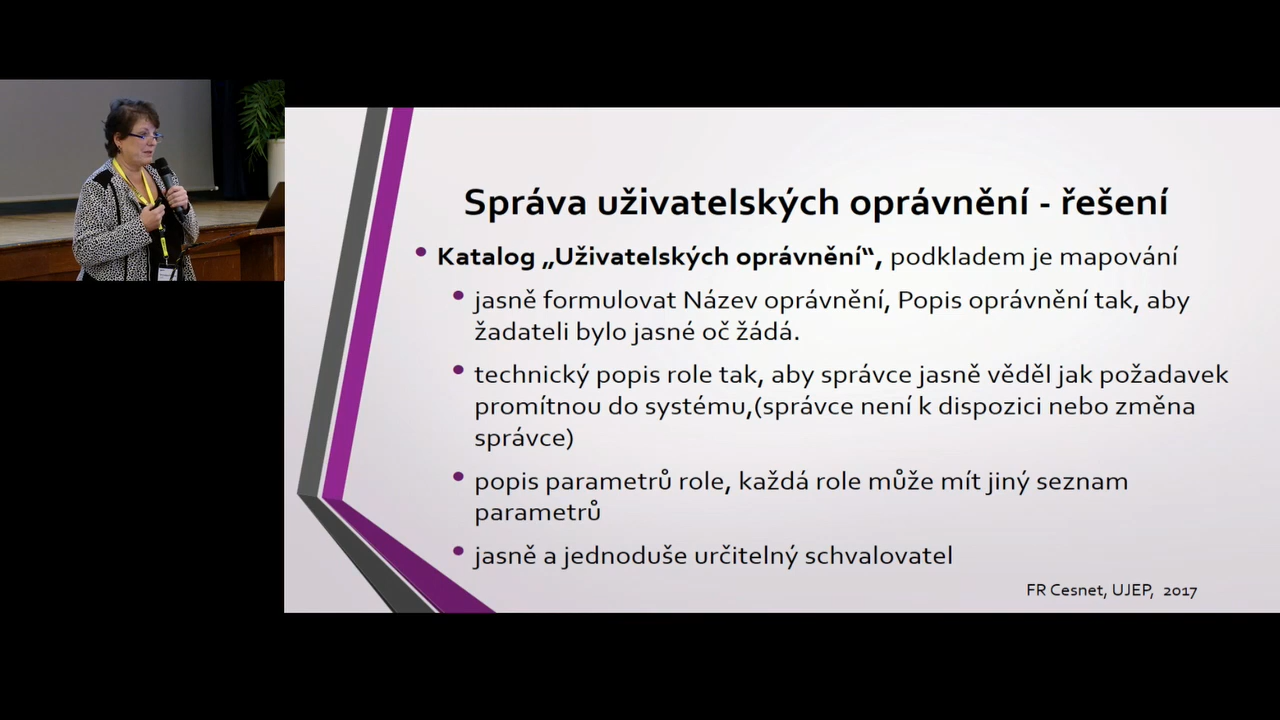 Správa uživatelských oprávnění - řešení
• Katalog „Uživatelských oprávnění“, podkladem je mapování
• jasně formulovat Název oprávnění, Popis oprávnění tak, aby
žadateli bylo jasné oč žádá.
• technický popis role tak, aby správce jasně věděl jak požadavek
promítnou do systému,(správce není k dispozici nebo změna
správce)
• popis parametrů role, každá role může mít jiný seznam
parametrů
• jasně a jednoduše určitelný schvalovatel
FR Cesnet, UJEP, 2017